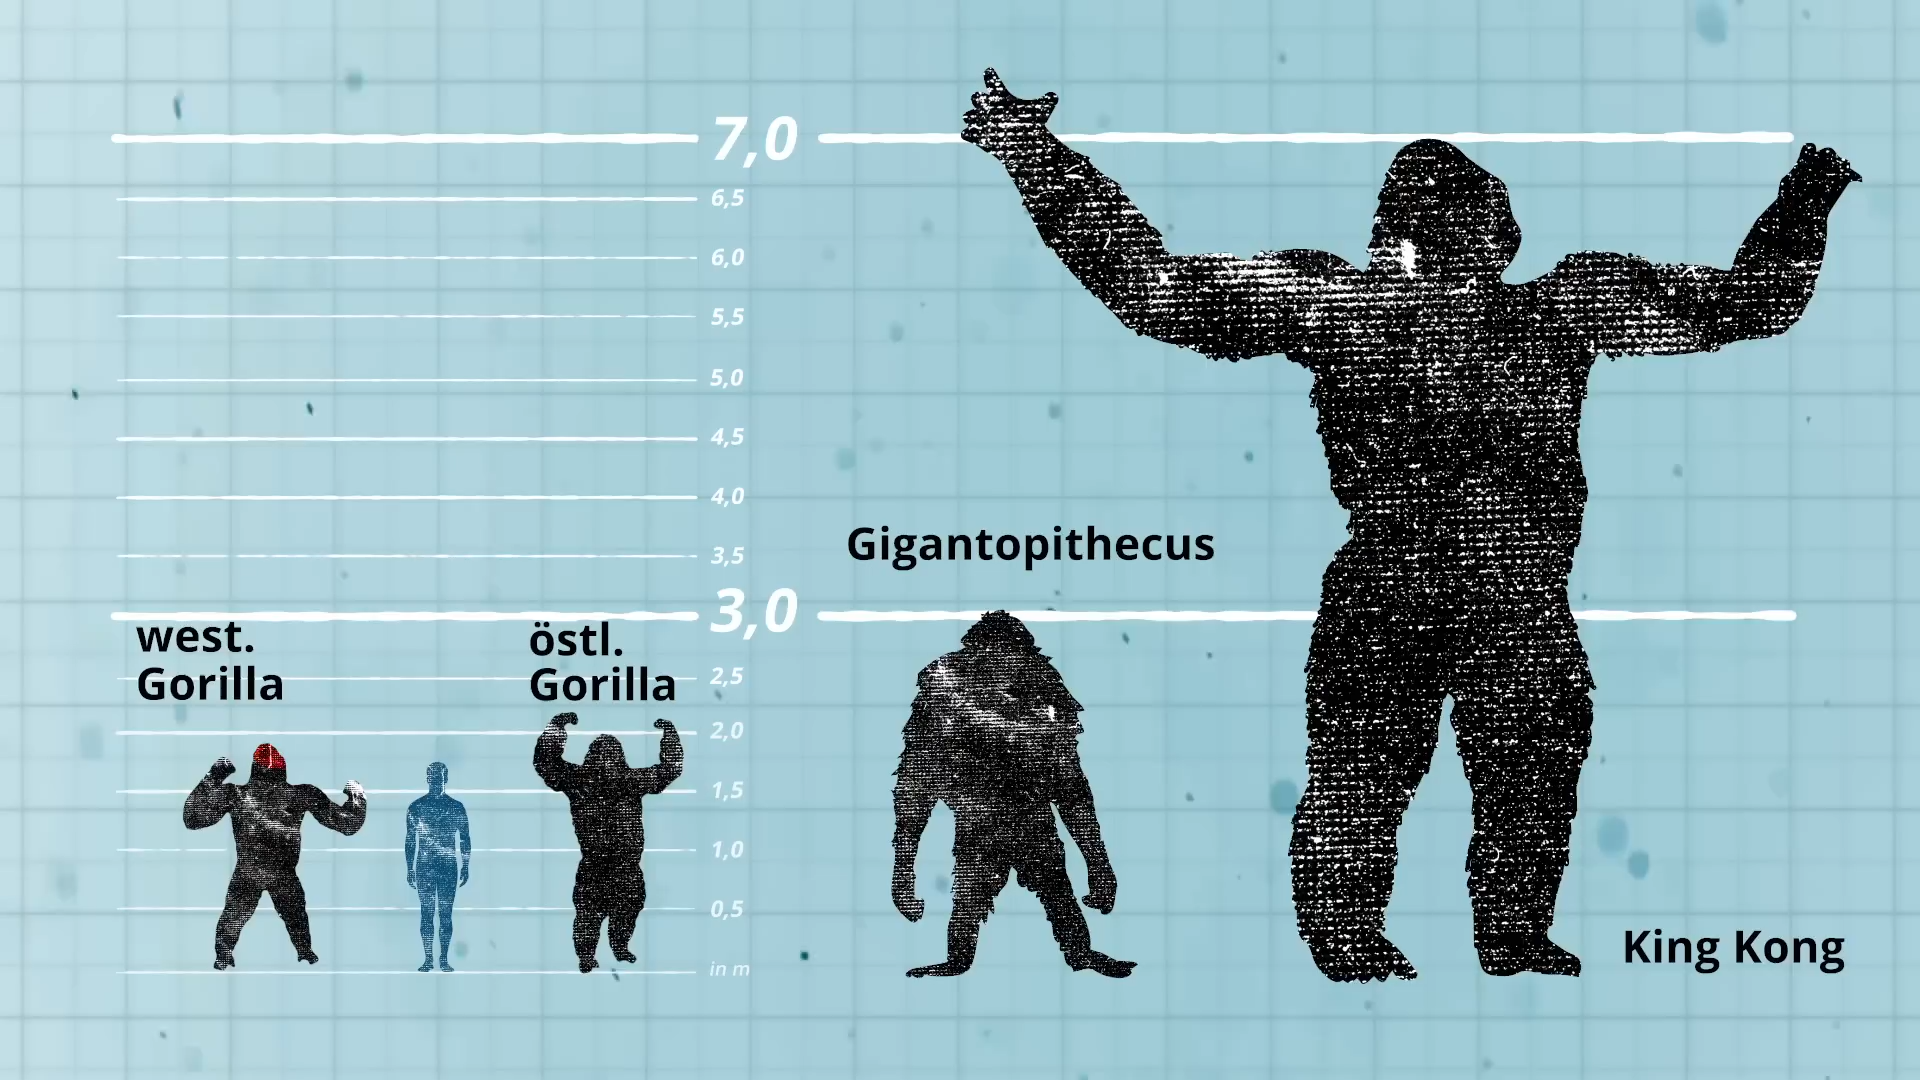 7,0
6,5
6,0
5,5
5,0
4,5
4,0
3,5
3,0
2,5
2,0
1,5
1,0
0,5
in m
west.
Gorilla
östl.
Gorilla
Gigantopithecus
King Kong